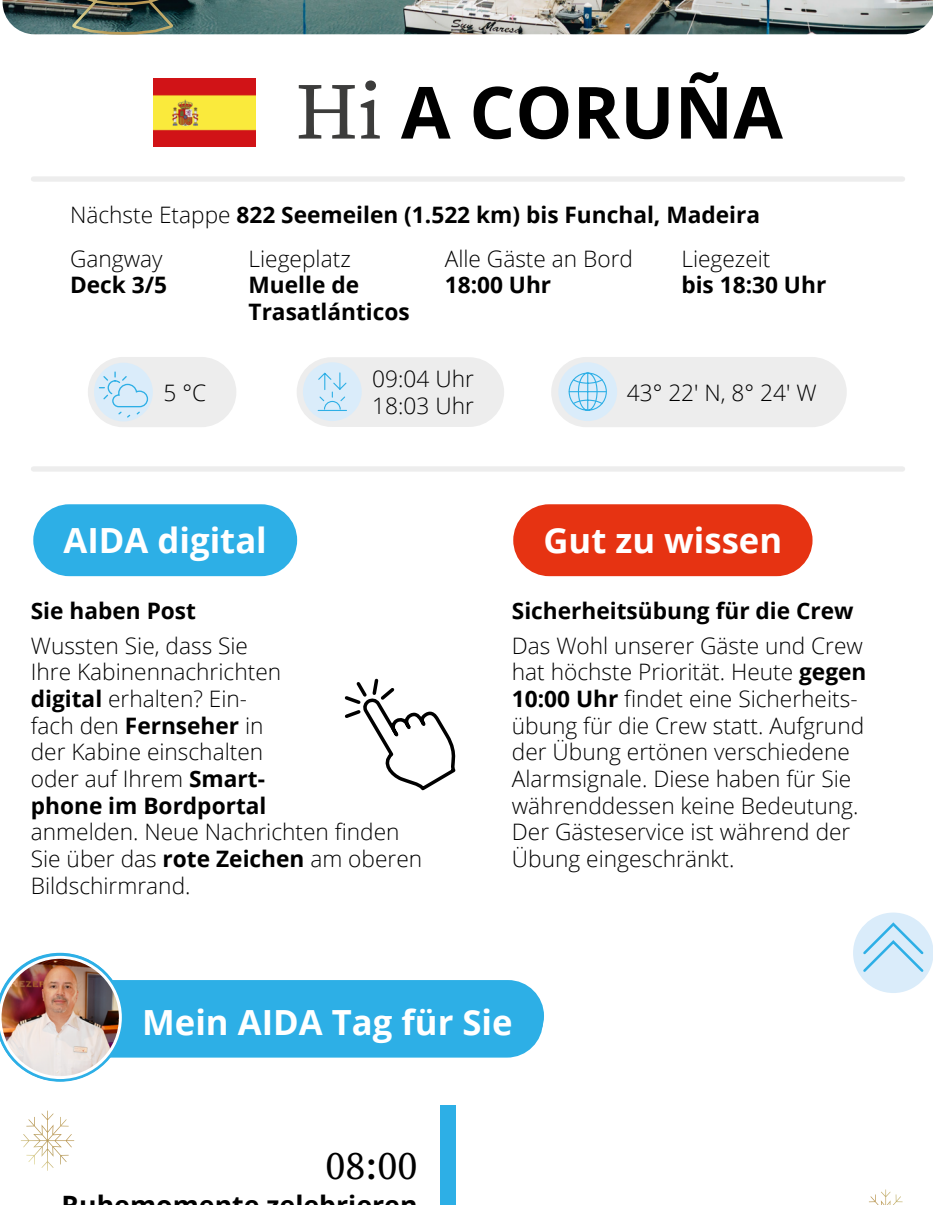 Sun Maresa
Hi A CORUÑA
Nächste Etappe 822 Seemeilen (1.522 km) bis Funchal, Madeira
Gangway
Deck 3/5
Liegeplatz
Muelle de
Trasatlánticos
Alle Gäste an Bord
18:00 Uhr
Liegezeit
bis 18:30 Uhr
5 °C
09:04 Uhr
18:03 Uhr
43° 22' N, 8° 24' W
AIDA digital
Sie haben Post
Wussten Sie, dass Sie
Ihre Kabinennachrichten
digital erhalten? Ein-
fach den Fernseher in
der Kabine einschalten
oder auf Ihrem Smart-
phone im Bordportal
anmelden. Neue Nachrichten finden
Sie über das rote Zeichen am oberen
Bildschirmrand.
Gut zu wissen
Sicherheitsübung für die Crew
Das Wohl unserer Gäste und Crew
hat höchste Priorität. Heute gegen
10:00 Uhr findet eine Sicherheits-
übung für die Crew statt. Aufgrund
der Übung ertönen verschiedene
Alarmsignale. Diese haben für Sie
währenddessen keine Bedeutung.
Der Gästeservice ist während der
Übung eingeschränkt.
Mein AIDA Tag für Sie
08:00
Ruhemomente zelebrieren